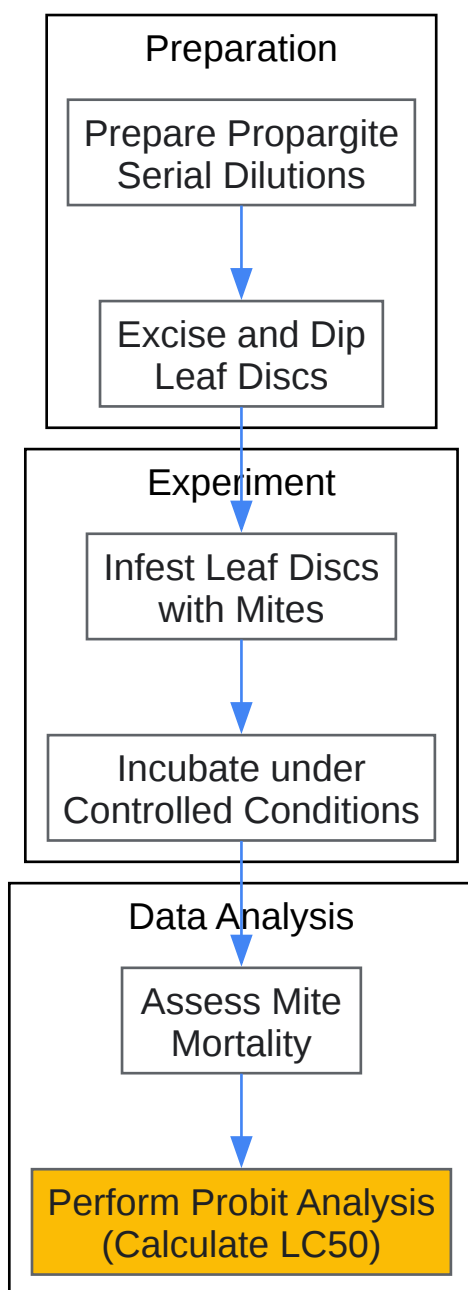 Preparation
Prepare Propargite
Serial Dilutions
Excise and Dip
Leaf Discs
Experiment
Infest Leaf Discs
with Mites
Incubate under
Controlled Conditions
Data Analysis
Assess Mite
Mortality
Perform Probit Analysis
(Calculate LC50)